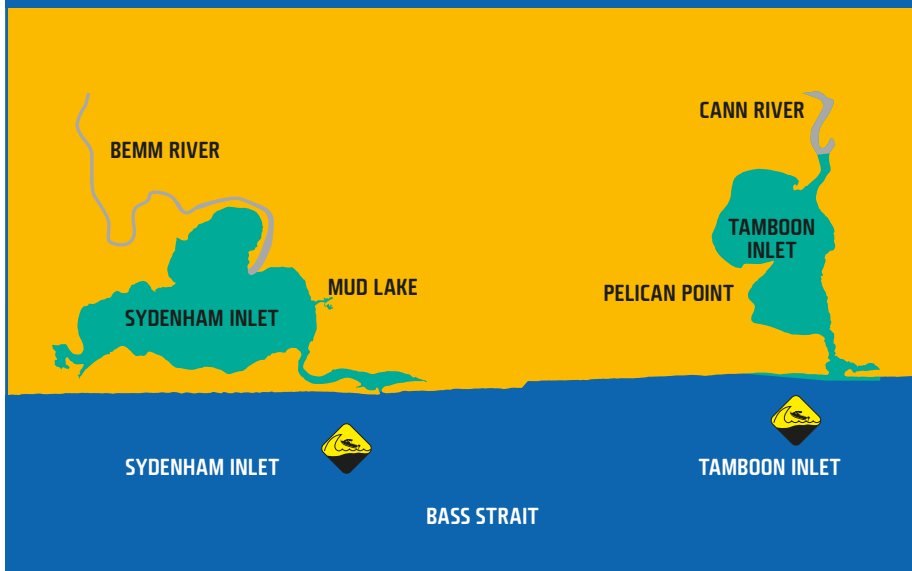 CANN RIVER
BEMM RIVER
TAMBOON
INLET
MUD LAKE
PELICAN POINT
SYDENHAM INLET
SYDENHAM INLET
TAMBOON INLET
BASS STRAIT